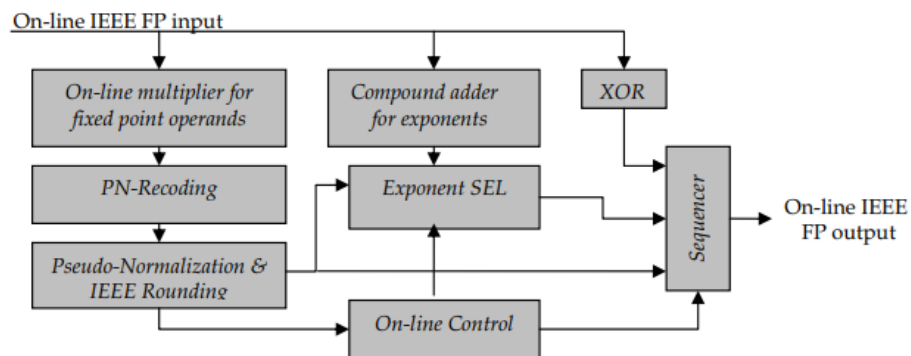 On-line IEEE FP input
On-line multiplier for
fixed point operands
Compound adder
for exponents
XOR
PN-Recoding
Exponent SEL
Sequencer
On-line IEEE
FP output
Pseudo-Normalization &
IEEE Rounding
On-line Control